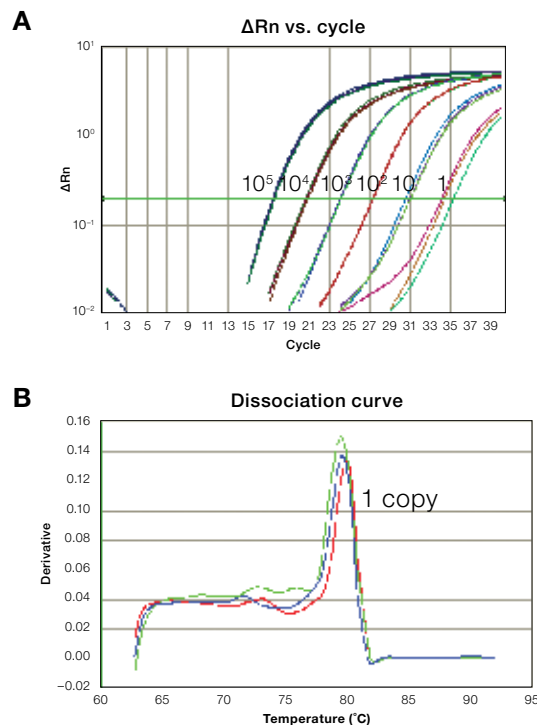 A
ΔRn vs. cycle
10¹
10⁰
10⁻¹
10⁻²
ΔRn
10⁵ 10⁴ 10³ 10² 10 1
1 3 5 7 9 11 13 15 17 19 21 23 25 27 29 31 33 35 37 39
Cycle
B
Dissociation curve
0.16
0.14
0.12
0.10
0.08
0.06
0.04
0.02
0.00
−0.02
Derivative
1 copy
60 65 70 75 80 85 90 95
Temperature (˚C)